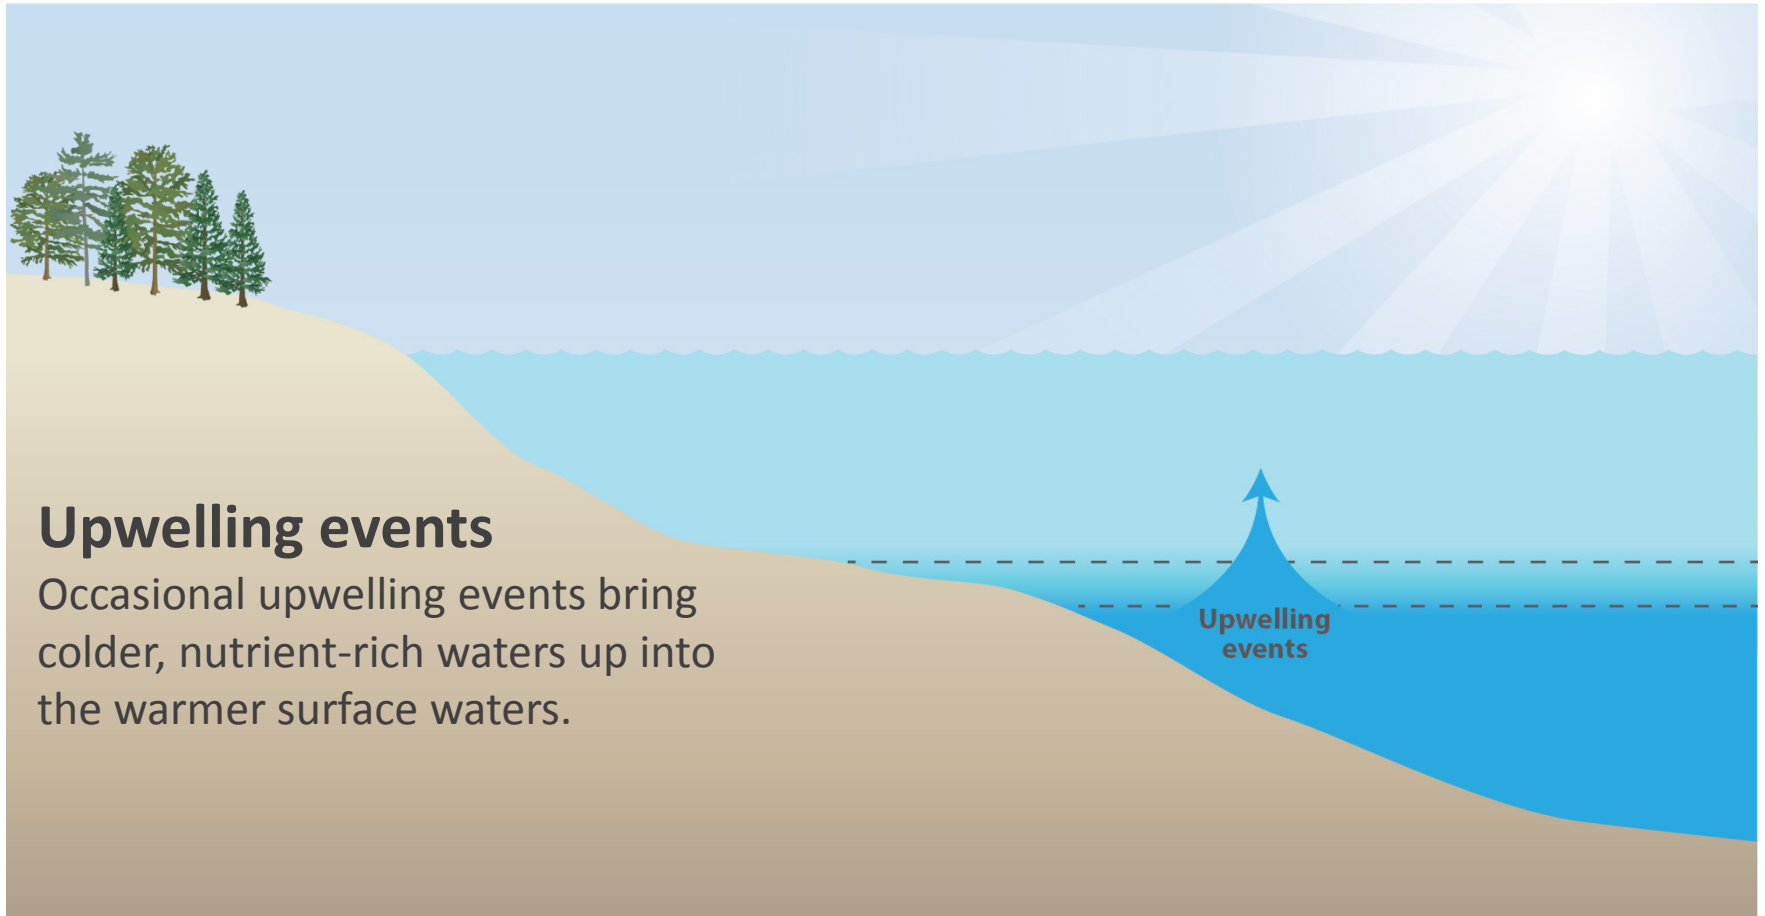 Upwelling events
Occasional upwelling events bring
colder, nutrient-rich waters up into
the warmer surface waters.
Upwelling
events